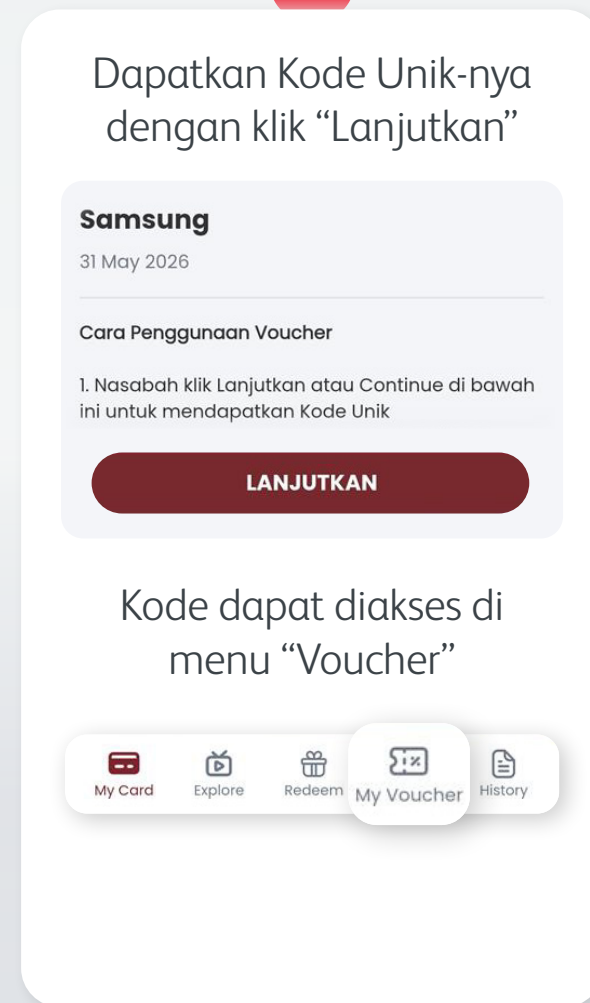 Dapatkan Kode Unik-nya
dengan klik “Lanjutkan”
Samsung
31 May 2026
Cara Penggunaan Voucher
1. Nasabah klik Lanjutkan atau Continue di bawah
ini untuk mendapatkan Kode Unik
LANJUTKAN
Kode dapat diakses di
menu “Voucher”
My Card
Explore
Redeem
My Voucher
History